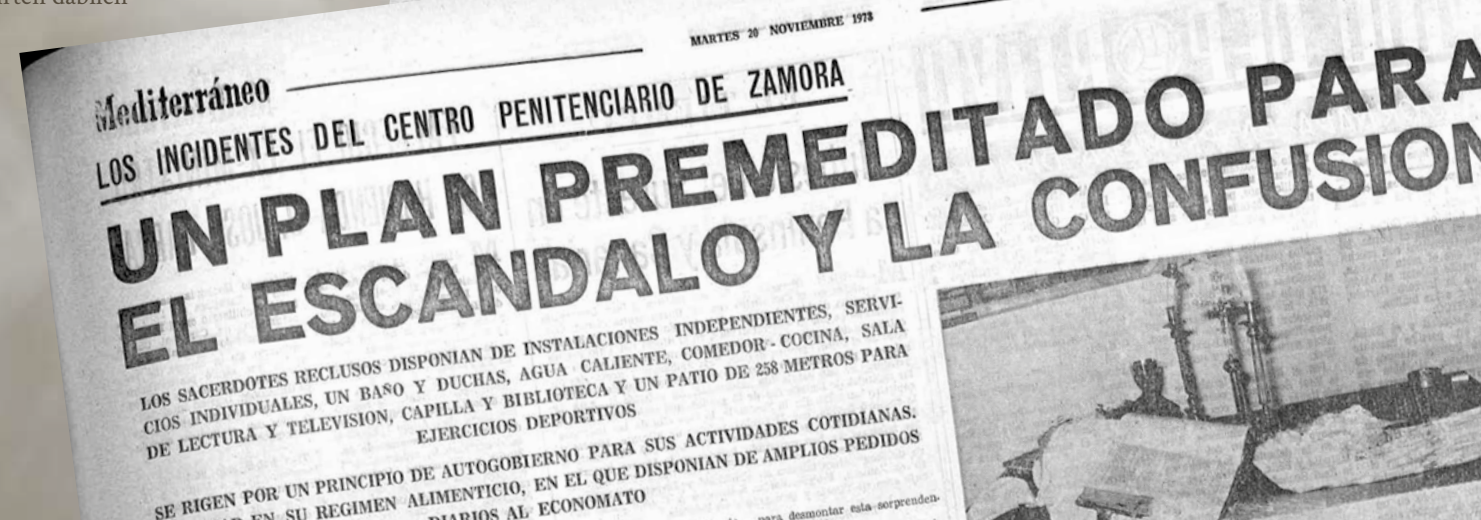 MARTES 20 NOVIEMBRE 1973
Mediterráneo
LOS INCIDENTES DEL CENTRO PENITENCIARIO DE ZAMORA
UN PLAN PREMEDITADO PARA
EL ESCANDALO Y LA CONFUSION
LOS SACERDOTES RECLUSOS DISPONIAN DE INSTALACIONES INDEPENDIENTES, SERVI-
CIOS INDIVIDUALES, UN BAÑO Y DUCHAS, AGUA CALIENTE, COMEDOR-COCINA, SALA
DE LECTURA Y TELEVISION, CAPILLA Y BIBLIOTECA Y UN PATIO DE 258 METROS PARA
EJERCICIOS DEPORTIVOS
SE RIGEN POR UN PRINCIPIO DE AUTOGOBIERNO PARA SUS ACTIVIDADES COTIDIANAS.
EN SU REGIMEN ALIMENTICIO, EN EL QUE DISPONIAN DE AMPLIOS PEDIDOS
DIARIOS AL ECONOMATO
para desmontar esta sorprenden-